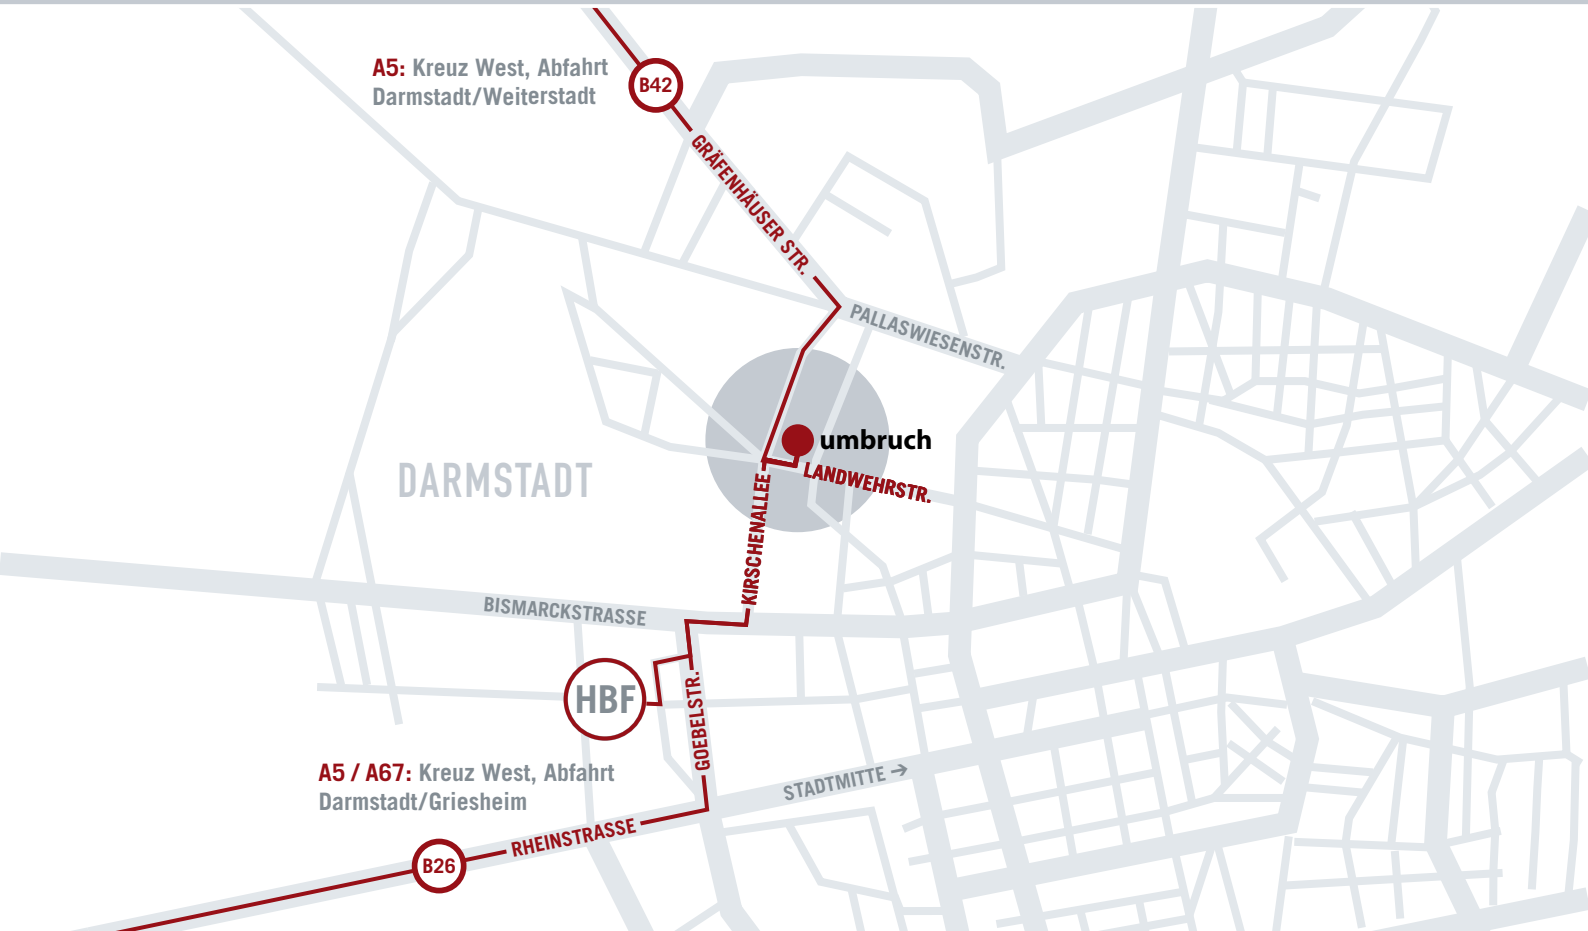 A5: Kreuz West, Abfahrt
Darmstadt/Weiterstadt
B42
GRÄFENHÄUSER STR.
PALLASWIESENSTR.
umbruch
DARMSTADT
LANDWEHRSTR.
KIRSCHENALLEE
BISMARCKSTRASSE
HBF
GOEBELSTR.
A5 / A67: Kreuz West, Abfahrt
Darmstadt/Griesheim
STADTMITTE →
RHEINSTRASSE
B26